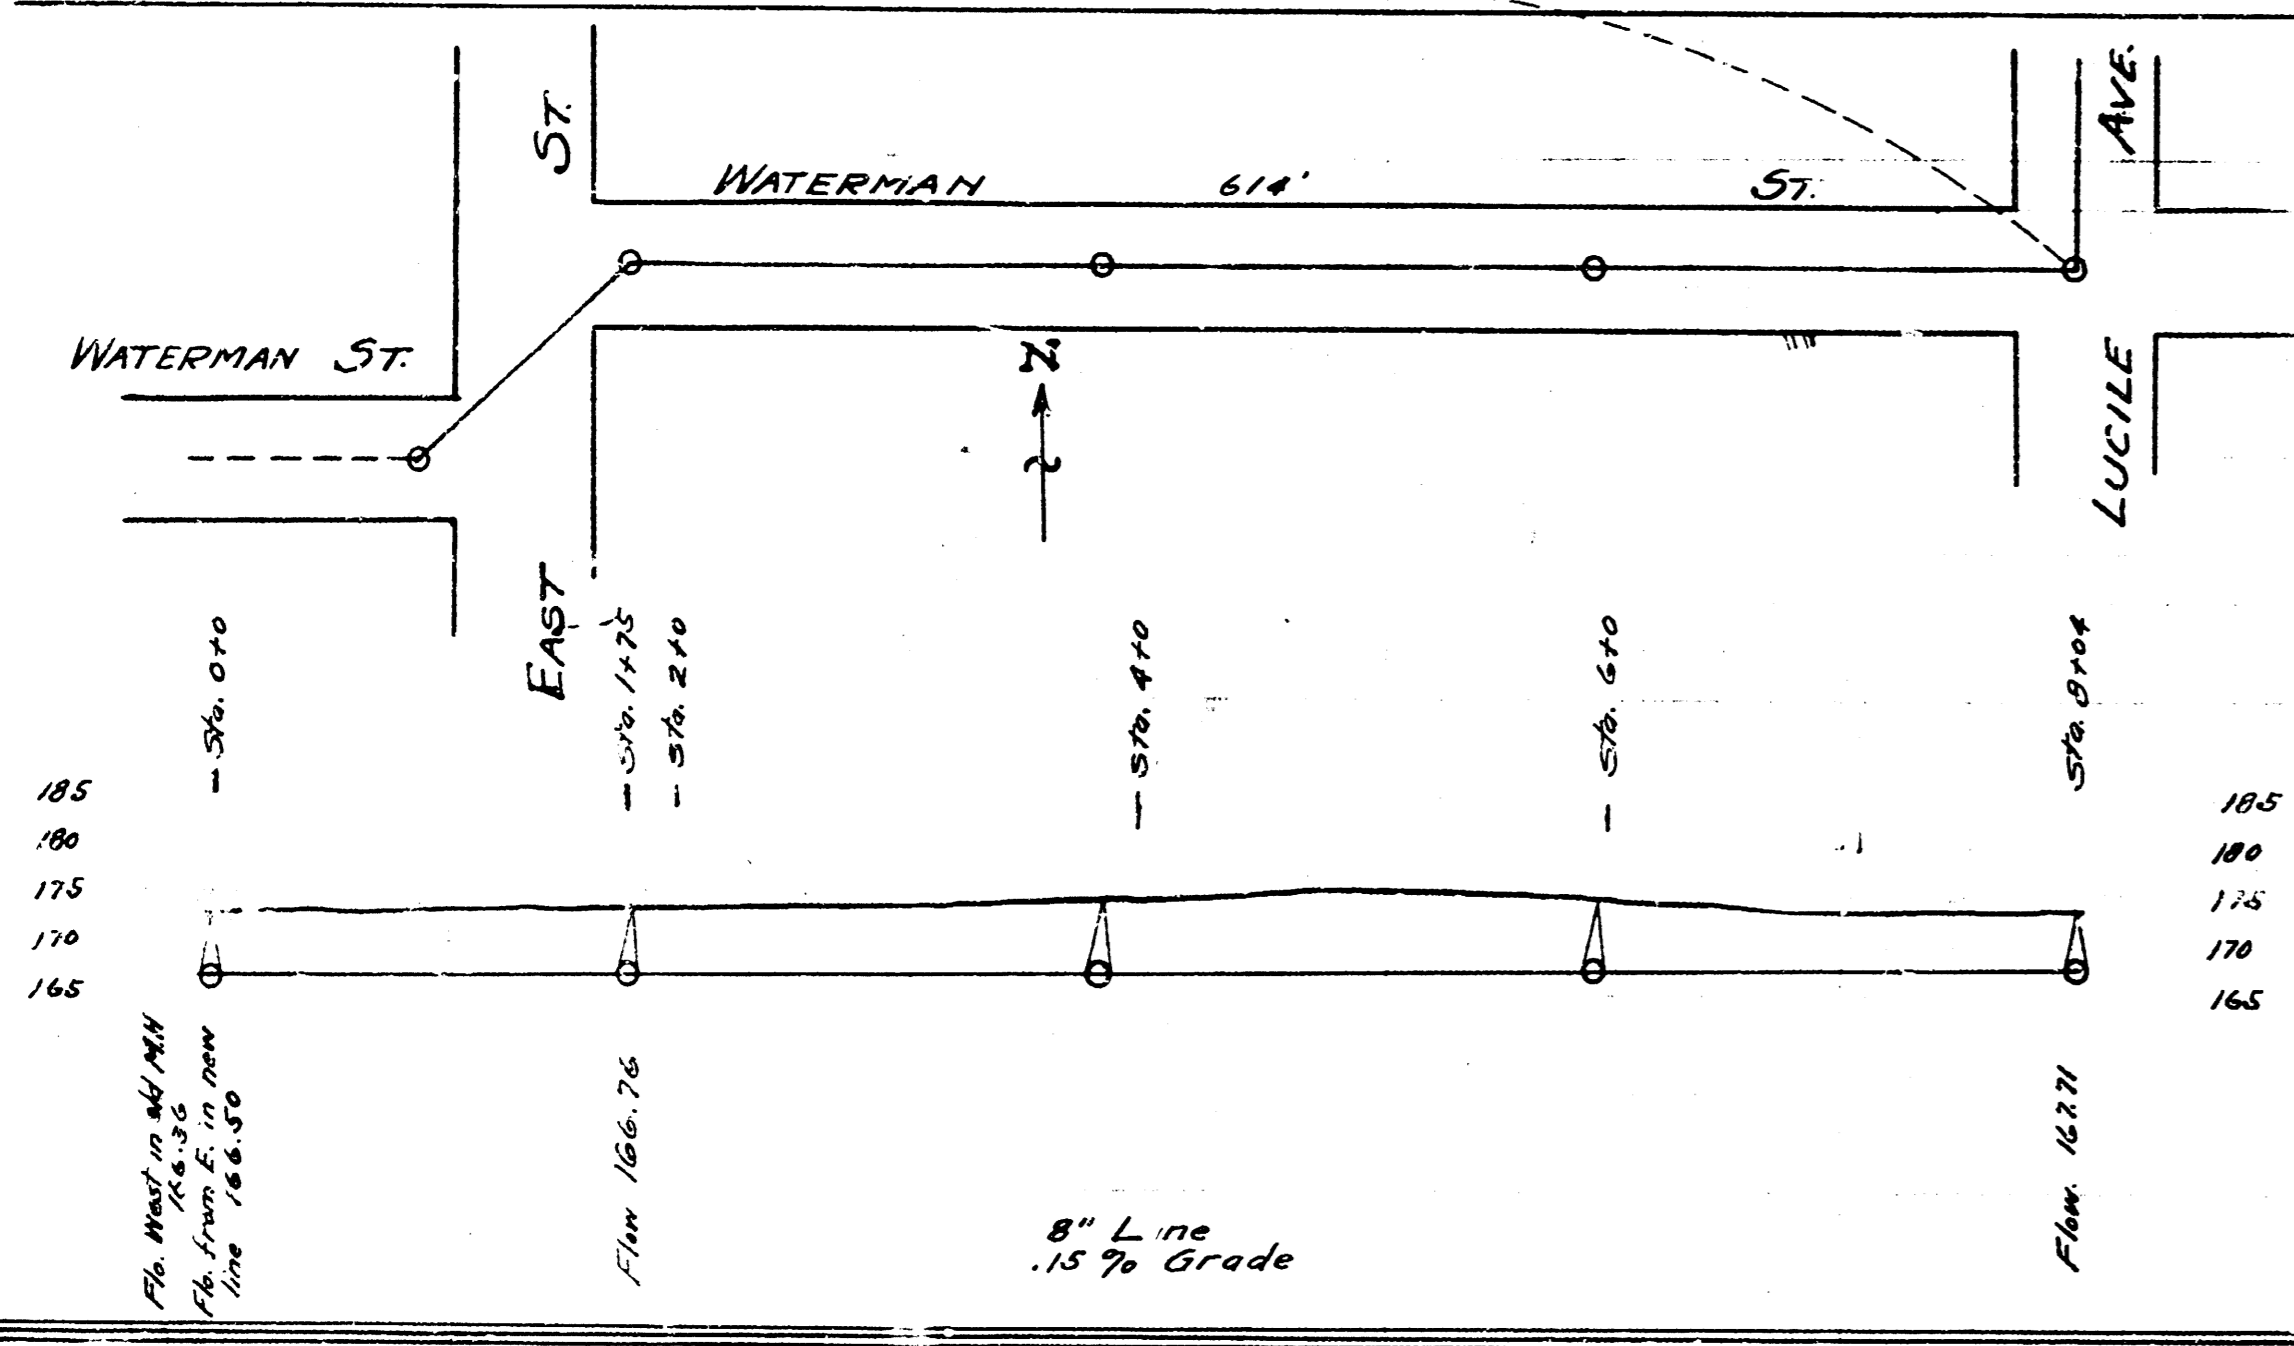 ST.
AVE.
WATERMAN 614' ST.
WATERMAN ST.
N.
LUCILE
EAST
Sta. 0+0
Sta. 1+75
Sta. 2+0
Sta. 4+0
Sta. 6+0
Sta. 8+04
185
180
175
170
165
185
180
175
170
165
Flo. West in old M.H
166.36
Flo. from E. in new
line 166.50
Flow 166.76
Flow. 167.71
8" Line
.15 % Grade